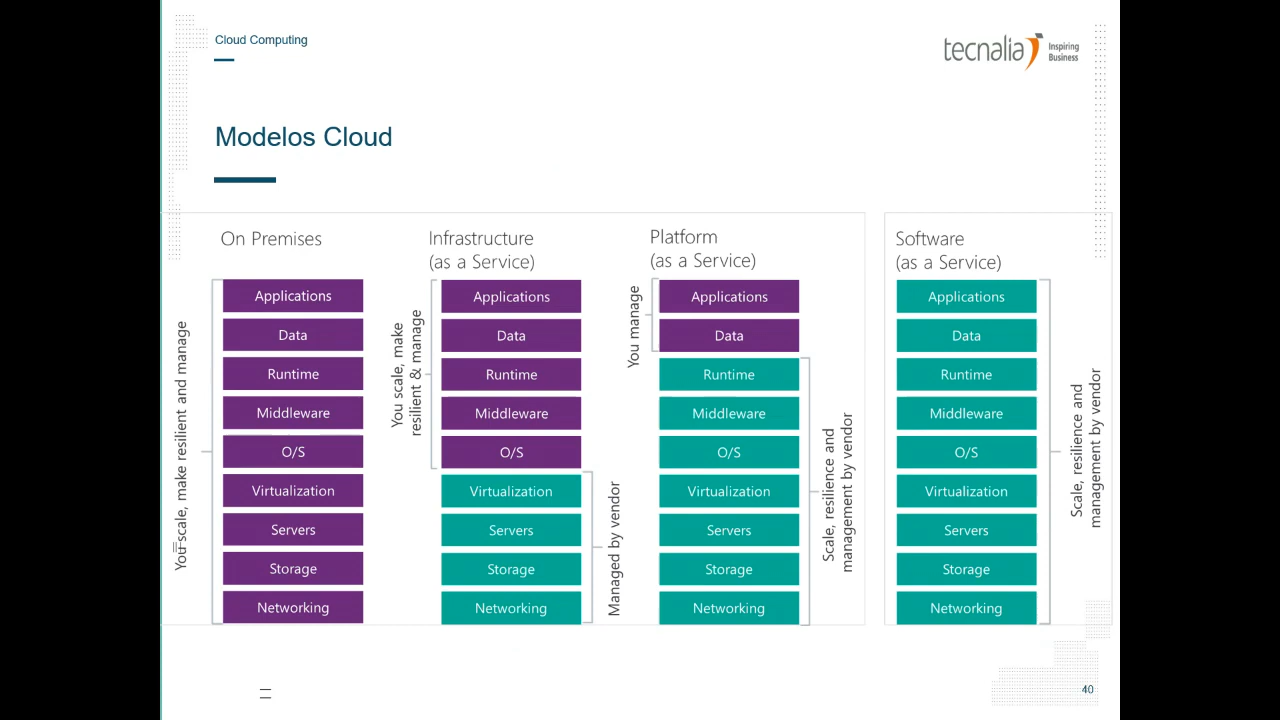 Cloud Computing
tecnalia Inspiring
Business
Modelos Cloud
On Premises
You scale, make resilient and manage
Applications
Data
Runtime
Middleware
O/S
Virtualization
Servers
Storage
Networking
Infrastructure
(as a Service)
You scale, make
resilient & manage
Applications
Data
Runtime
Middleware
O/S
Virtualization
Servers
Storage
Networking
Managed by vendor
Platform
(as a Service)
You manage
Applications
Data
Runtime
Middleware
O/S
Virtualization
Servers
Storage
Networking
Scale, resilience and
management by vendor
Software
(as a Service)
Applications
Data
Runtime
Middleware
O/S
Virtualization
Servers
Storage
Networking
Scale, resilience and
management by vendor
40